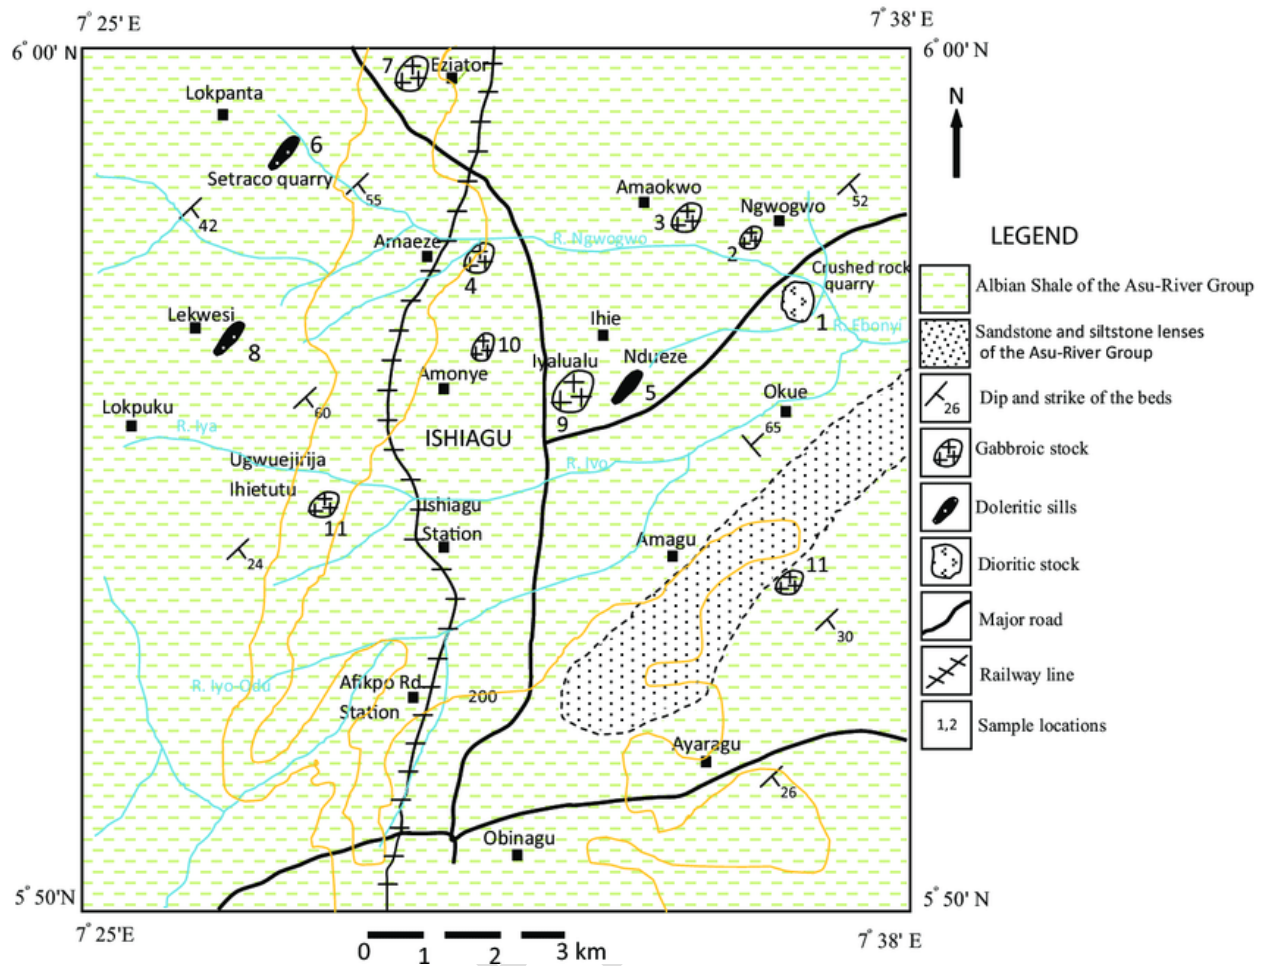 7° 25' E
7° 38' E
6° 00' N
6° 00' N
7
Eziator
Lokpanta
N
6
Setraco quarry
55
42
Amaokwo
3
Ngwogwo
52
2
R. Ngwogwo
Amaeze
4
LEGEND
Crushed rock
quarry
1
R. Ebonyi
Albian Shale of the Asu-River Group
Lekwesi
8
Ihie
10
Iyalualu
Ndueze
5
9
Sandstone and siltstone lenses
of the Asu-River Group
Amonye
60
Okue
26
Dip and strike of the beds
Lokpuku
R. Iya
ISHIAGU
65
Gabbroic stock
Ugwuejirija
Ihietutu
11
R. Ivo
Doleritic sills
Ishiagu
Station
24
Amagu
11
Dioritic stock
30
Major road
R. Iyo-Odu
Afikpo Rd
Station
200
Railway line
1,2
Sample locations
Ayaragu
26
Obinagu
5° 50'N
5° 50' N
7° 25'E
7° 38' E
0
1
2
3 km